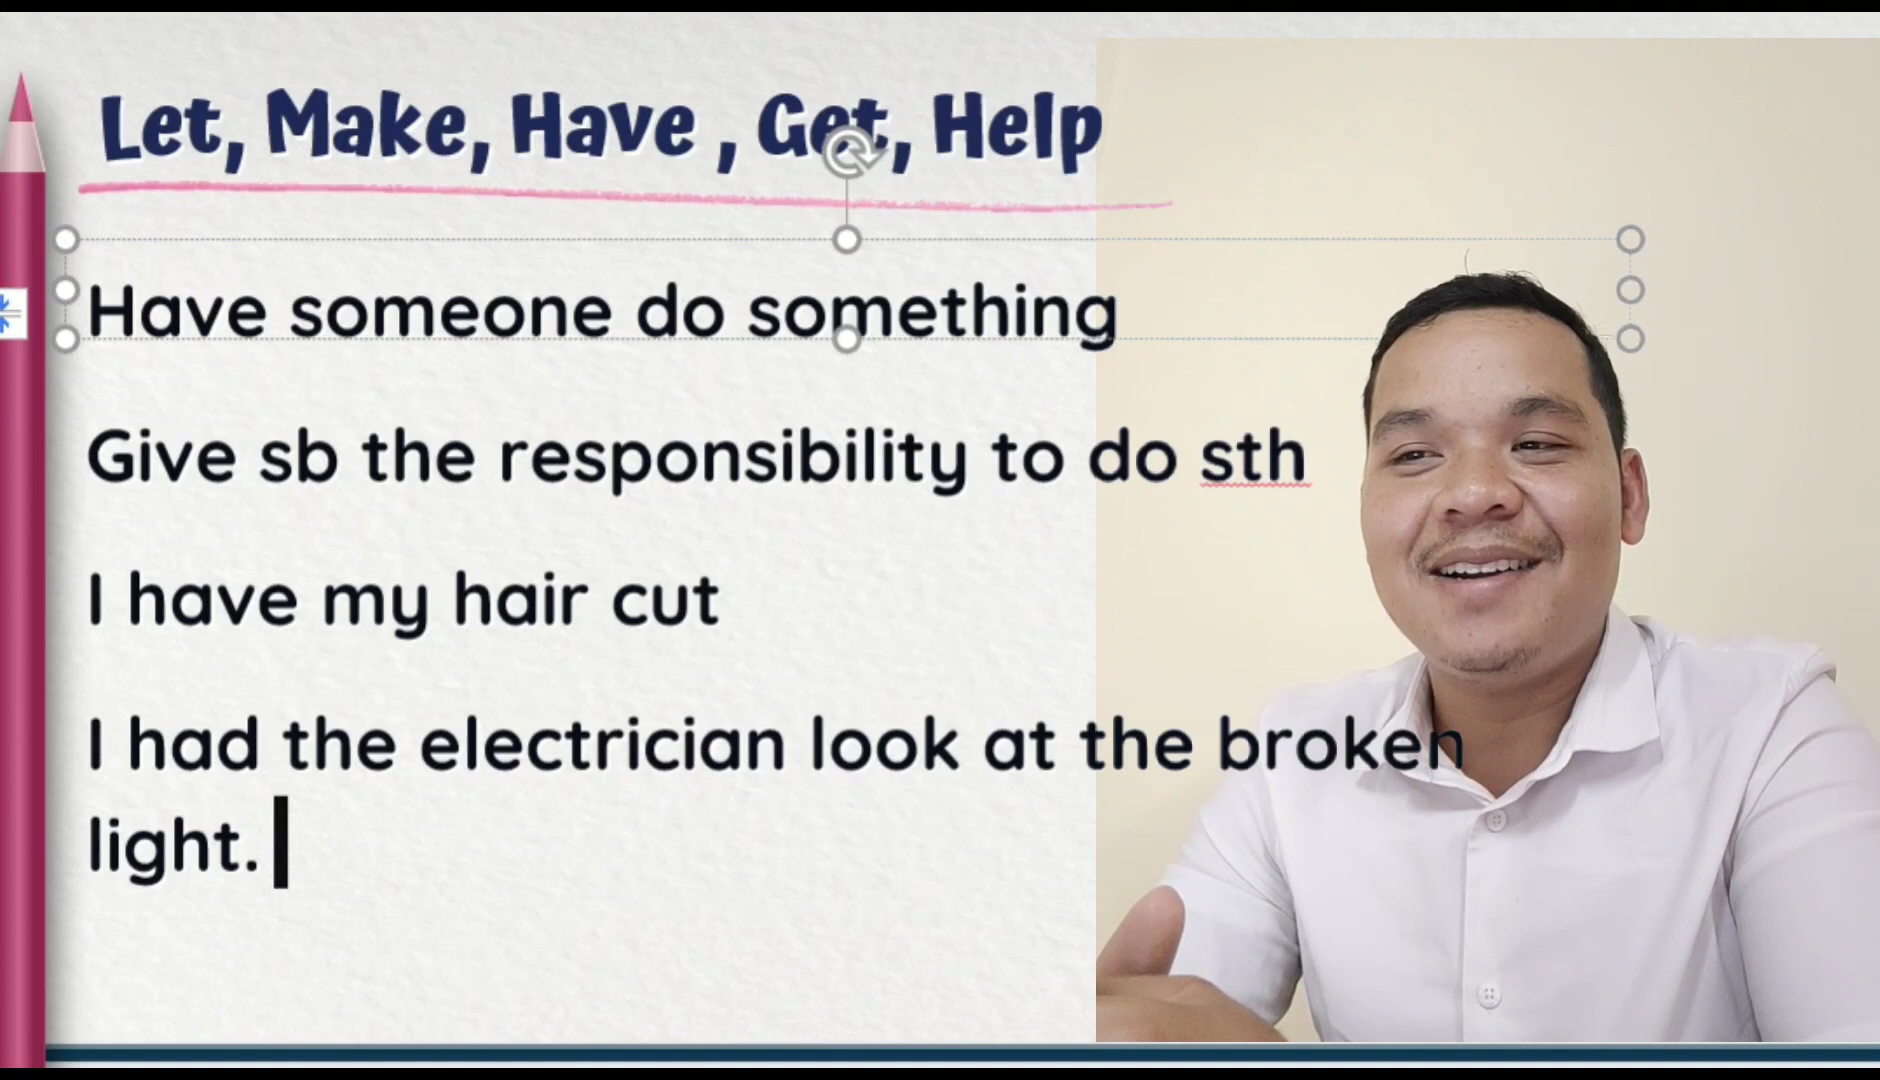 Let, Make, Have , Get, Help
Have someone do something
Give sb the responsibility to do sth
I have my hair cut
I had the electrician look at the broken
light.